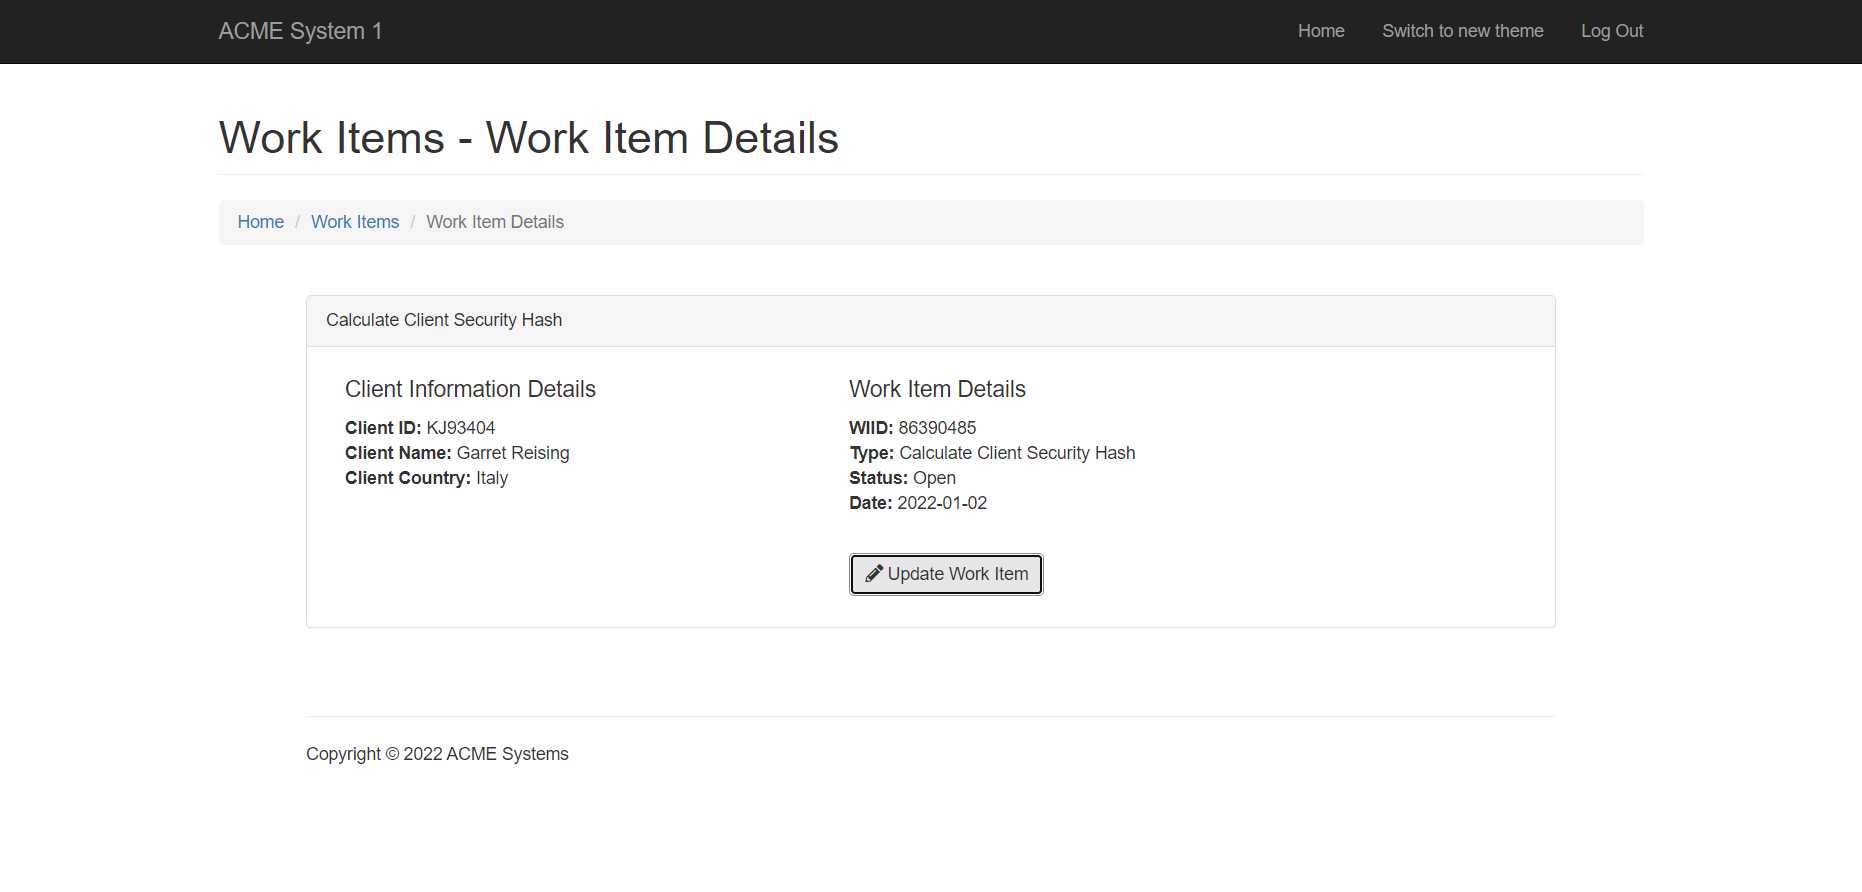 ACME System 1
Home
Switch to new theme
Log Out
Work Items - Work Item Details
Home / Work Items / Work Item Details
Calculate Client Security Hash
Client Information Details
Client ID: KJ93404
Client Name: Garret Reising
Client Country: Italy
Work Item Details
WIID: 86390485
Type: Calculate Client Security Hash
Status: Open
Date: 2022-01-02
Update Work Item
Copyright © 2022 ACME Systems